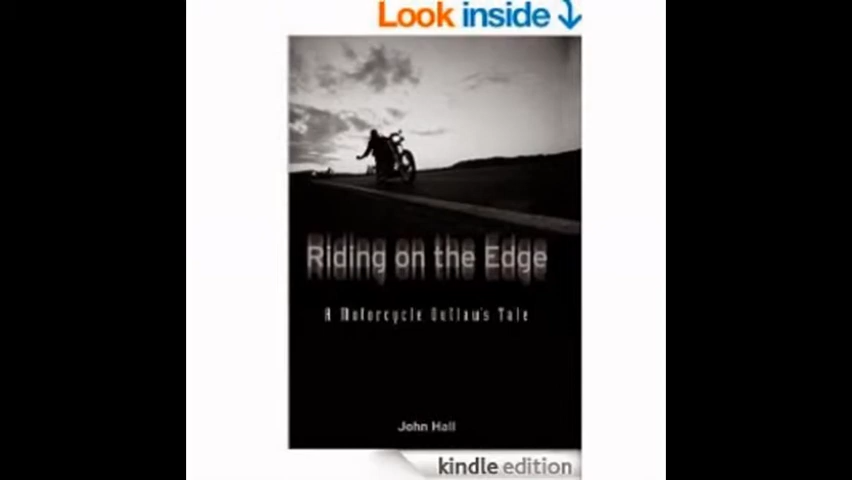 Look inside
Riding on the Edge
A Motorcycle Outlaw's Tale
John Hall
kindle edition